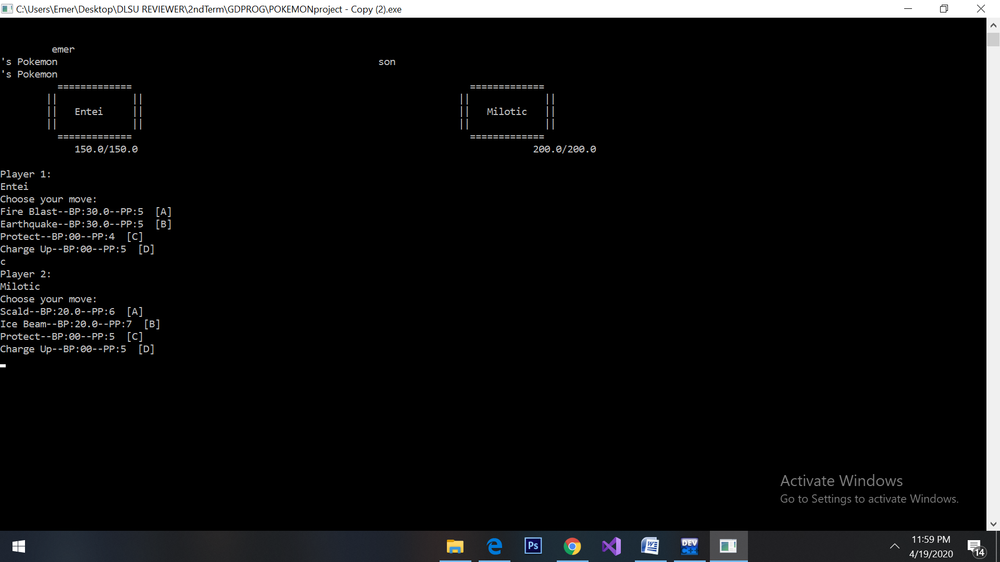 C:\Users\Emer\Desktop\DLSU REVIEWER\2ndTerm\GDPROG\POKEMONproject - Copy (2).exe
emer
's Pokemon son
's Pokemon
============= =============
|| || || ||
|| Entei || || Milotic ||
|| || || ||
============= =============
150.0/150.0 200.0/200.0
Player 1:
Entei
Choose your move:
Fire Blast--BP:30.0--PP:5 [A]
Earthquake--BP:30.0--PP:5 [B]
Protect--BP:00--PP:4 [C]
Charge Up--BP:00--PP:5 [D]
c
Player 2:
Milotic
Choose your move:
Scald--BP:20.0--PP:6 [A]
Ice Beam--BP:20.0--PP:7 [B]
Protect--BP:00--PP:5 [C]
Charge Up--BP:00--PP:5 [D]
Activate Windows
Go to Settings to activate Windows.
Ps
W
DEV
C++
11:59 PM
4/19/2020
14